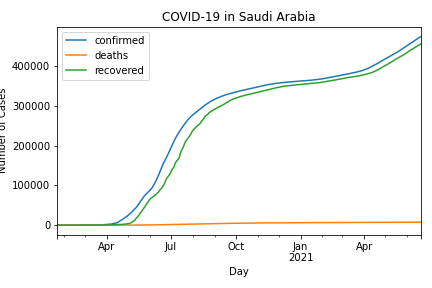 COVID-19 in Saudi Arabia
confirmed
deaths
recovered
Number of Cases
400000
300000
200000
100000
0
Apr
Jul
Oct
Jan
2021
Apr
Day